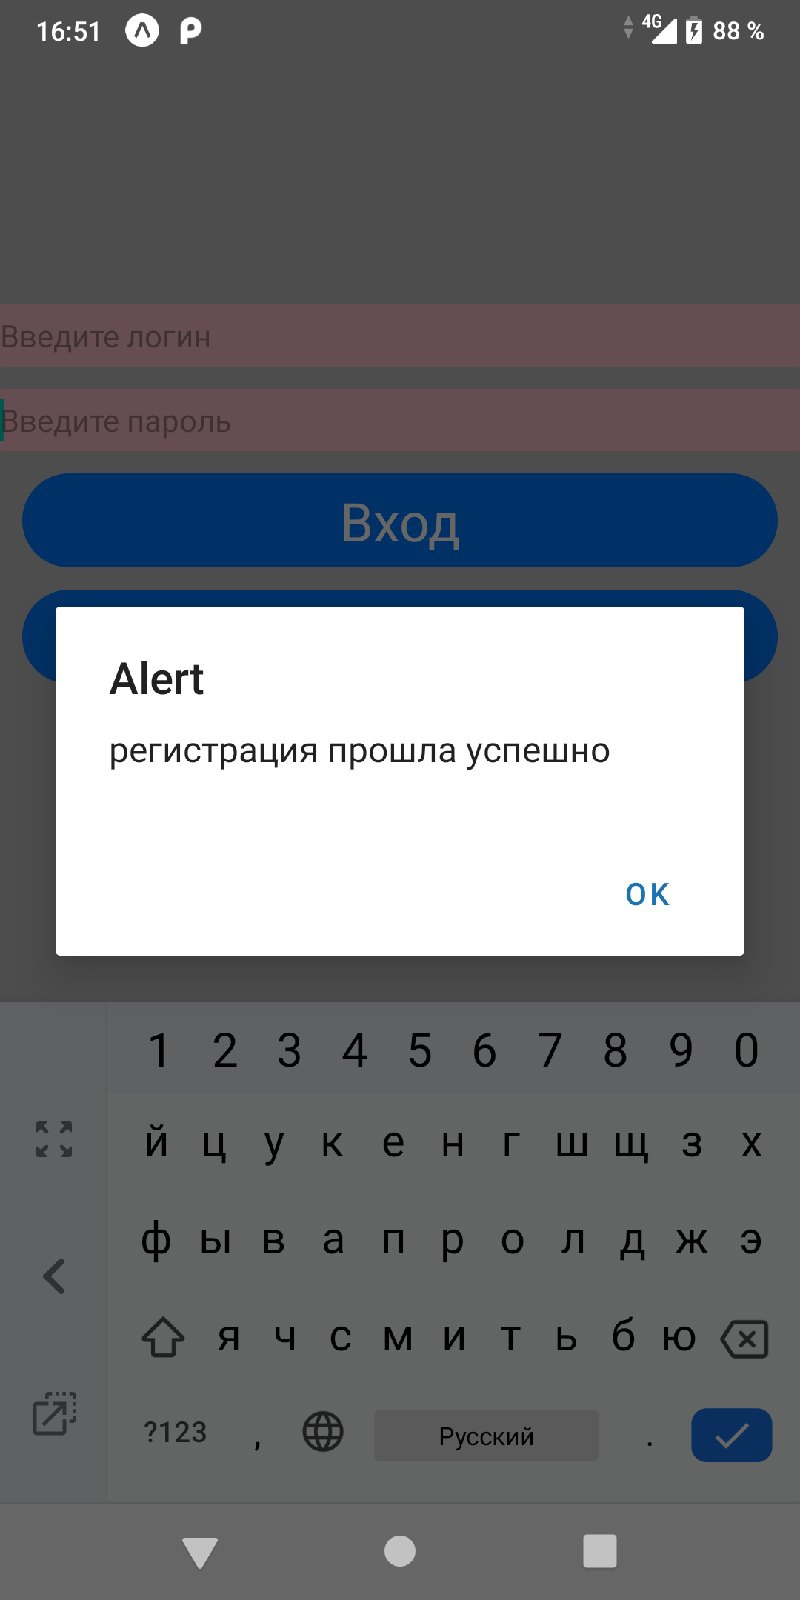 16:51 4G 88 %
Введите логин
Введите пароль
Вход
Alert
регистрация прошла успешно
OK
1 2 3 4 5 6 7 8 9 0
й ц у к е н г ш щ з х
ф ы в а п р о л д ж э
я ч с м и т ь б ю
?123 , Русский .